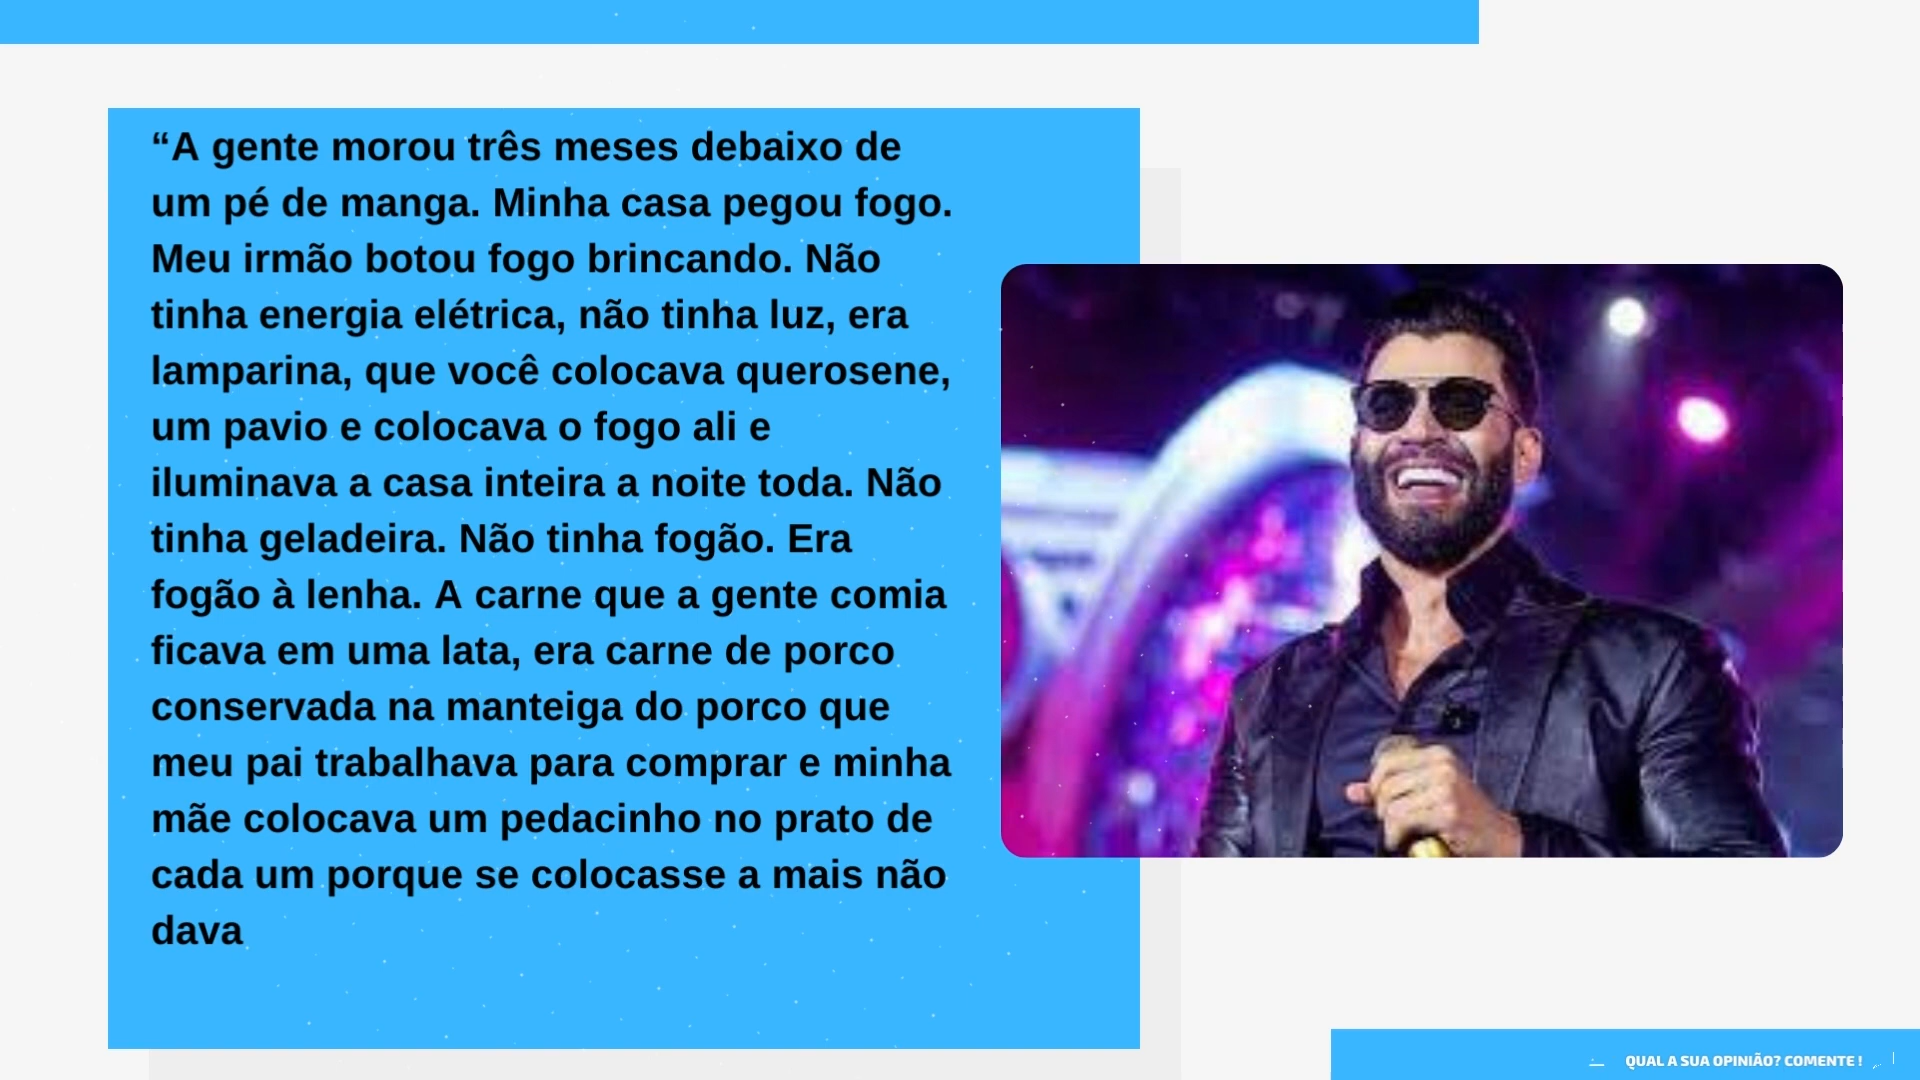 “A gente morou três meses debaixo de
um pé de manga. Minha casa pegou fogo.
Meu irmão botou fogo brincando. Não
tinha energia elétrica, não tinha luz, era
lamparina, que você colocava querosene,
um pavio e colocava o fogo ali e
iluminava a casa inteira a noite toda. Não
tinha geladeira. Não tinha fogão. Era
fogão à lenha. A carne que a gente comia
ficava em uma lata, era carne de porco
conservada na manteiga do porco que
meu pai trabalhava para comprar e minha
mãe colocava um pedacinho no prato de
cada um porque se colocasse a mais não
dava
QUAL A SUA OPINIÃO? COMENTE !